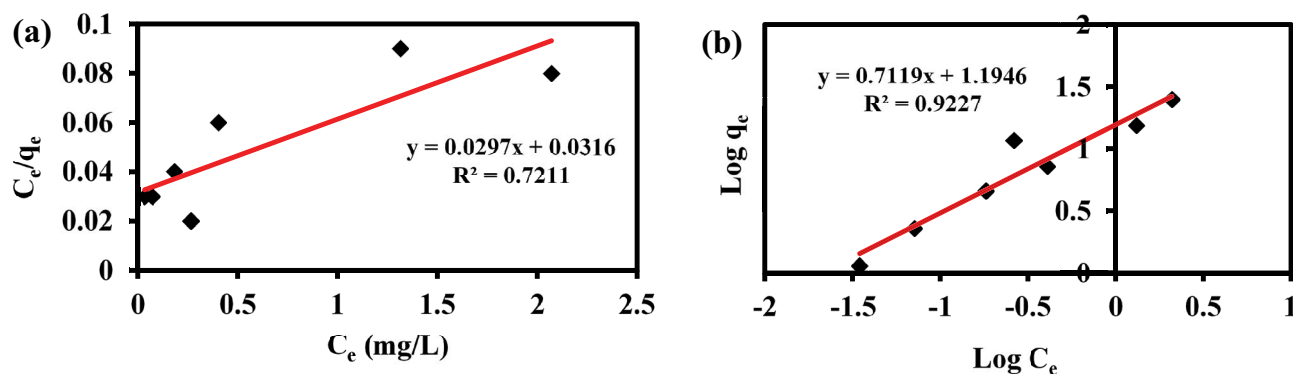 (a)
0.1
0.08
0.06
0.04
0.02
0
Ce/qe
y = 0.0297x + 0.0316
R² = 0.7211
0 0.5 1 1.5 2 2.5
Ce (mg/L)
(b)
2
1.5
1
0.5
0
Log qe
y = 0.7119x + 1.1946
R² = 0.9227
-2 -1.5 -1 -0.5 0 0.5 1
Log Ce